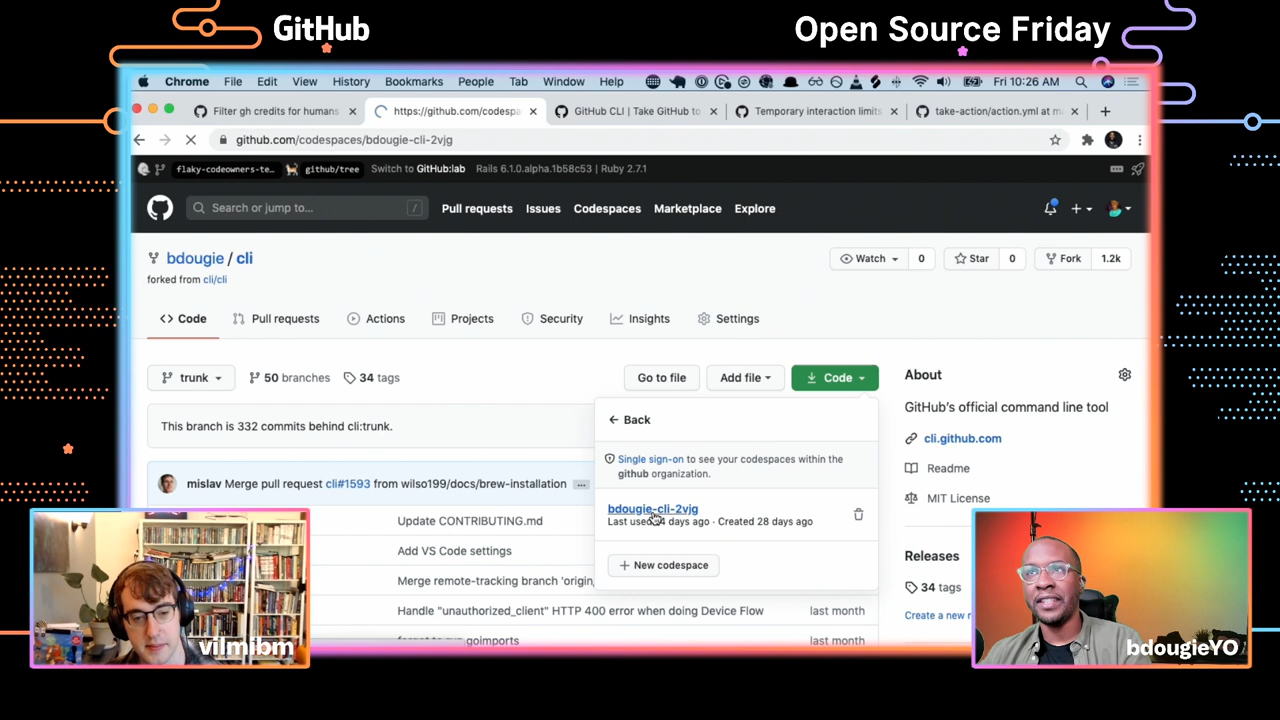 GitHub
Open Source Friday
Chrome File Edit View History Bookmarks People Tab Window Help Fri 10:26 AM
Filter gh credits for humans
https://github.com/codespa
GitHub CLI | Take GitHub to
Temporary interaction limits
take-action/action.yml at m
github.com/codespaces/bdougie-cli-2vjg
flaky-codeowners-te… github/tree Switch to GitHub:lab Rails 6.1.0.alpha.1b58c53 | Ruby 2.7.1
Search or jump to... / Pull requests Issues Codespaces Marketplace Explore
bdougie / cli
Watch 0 Star 0 Fork 1.2k
forked from cli/cli
Code Pull requests Actions Projects Security Insights Settings
trunk 50 branches 34 tags Go to file Add file Code
About
Back
GitHub's official command line tool
This branch is 332 commits behind cli:trunk.
cli.github.com
Single sign-on to see your codespaces within the
github organization.
Readme
mislav Merge pull request cli#1593 from wilso199/docs/brew-installation ...
MIT License
bdougie-cli-2vjg
Last used 4 days ago · Created 28 days ago
Update CONTRIBUTING.md
Add VS Code settings
Releases
New codespace
Merge remote-tracking branch 'origin/
34 tags
Handle "unauthorized_client" HTTP 400 error when doing Device Flow last month
Create a new r
goimports last month
vilmibm
bdougieYO